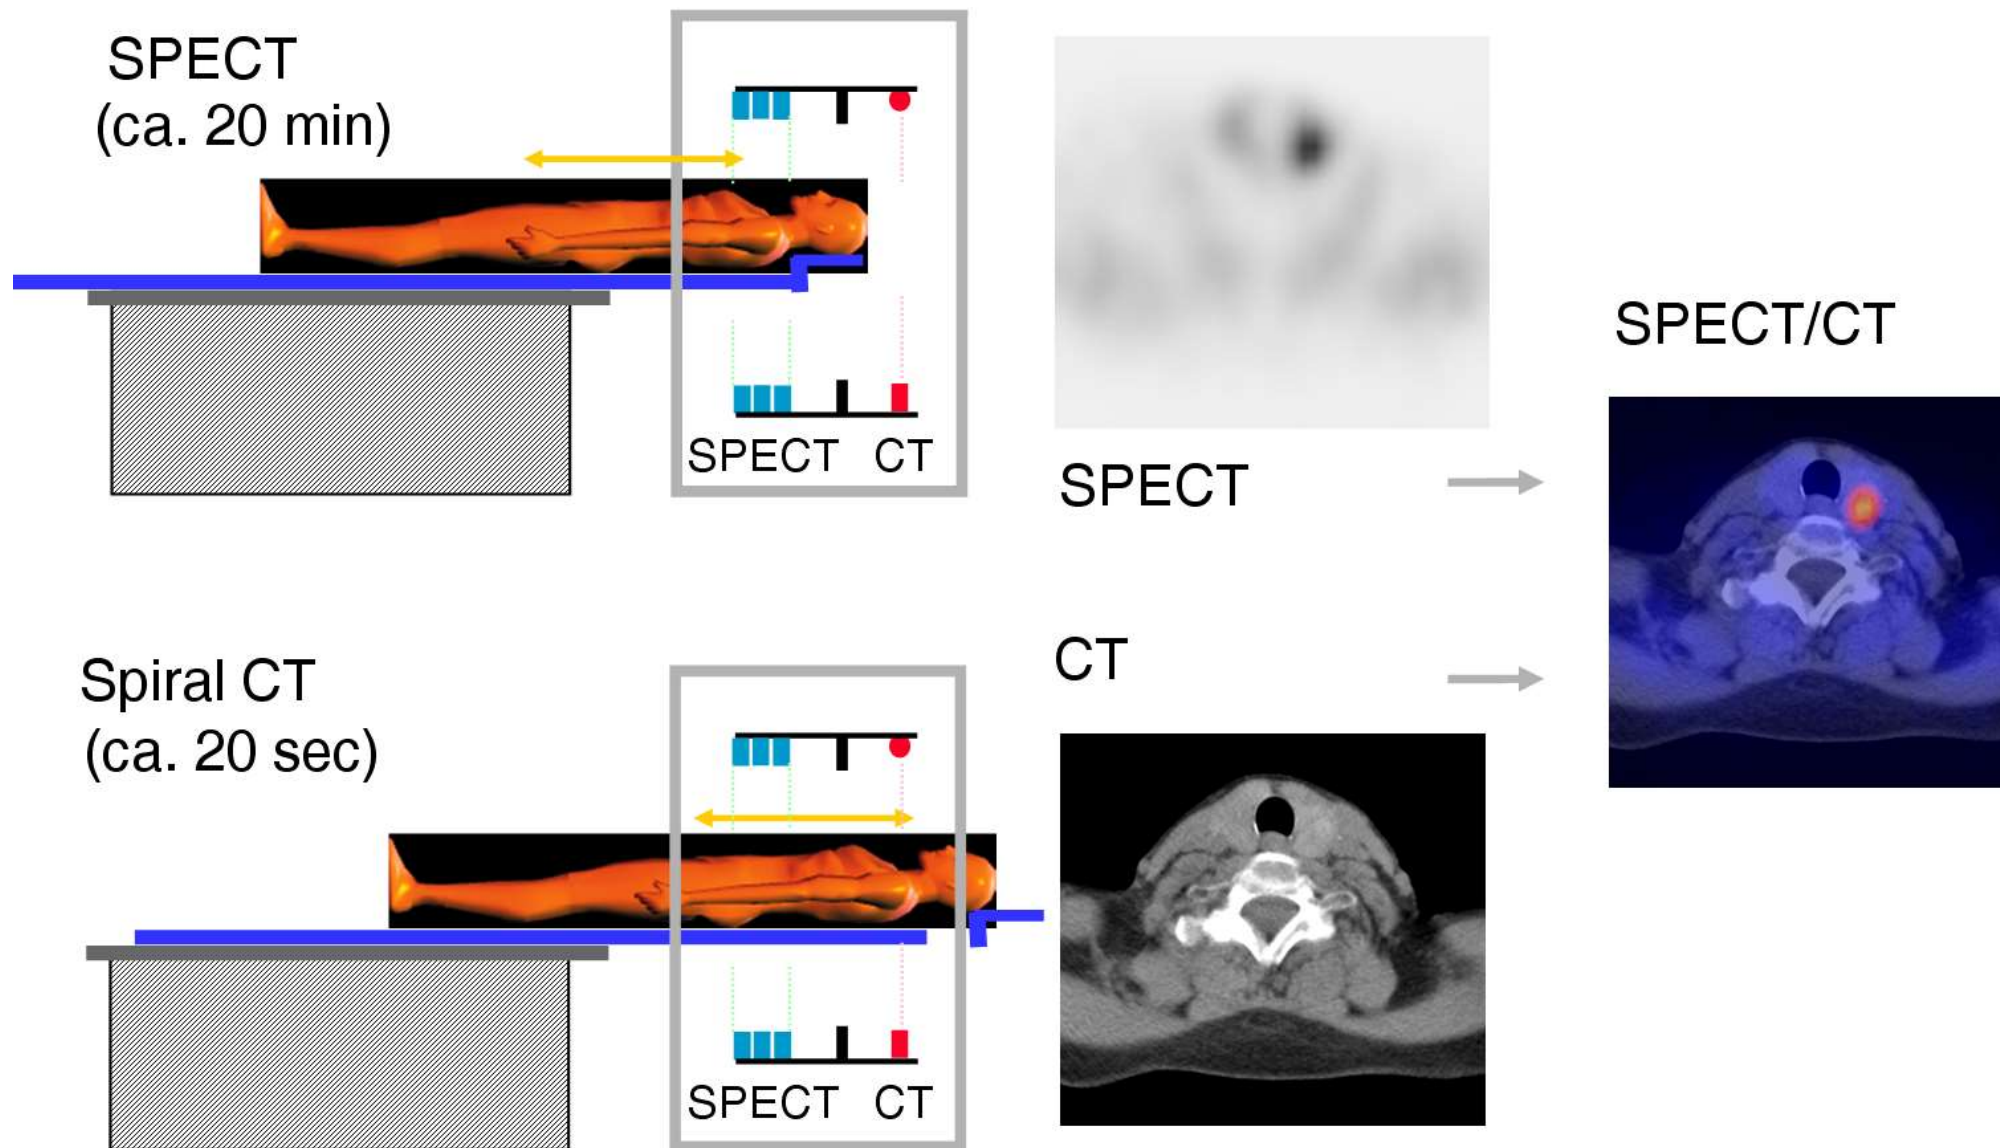 SPECT
(ca. 20 min)
SPECT CT
SPECT
SPECT/CT
Spiral CT
(ca. 20 sec)
SPECT CT
CT